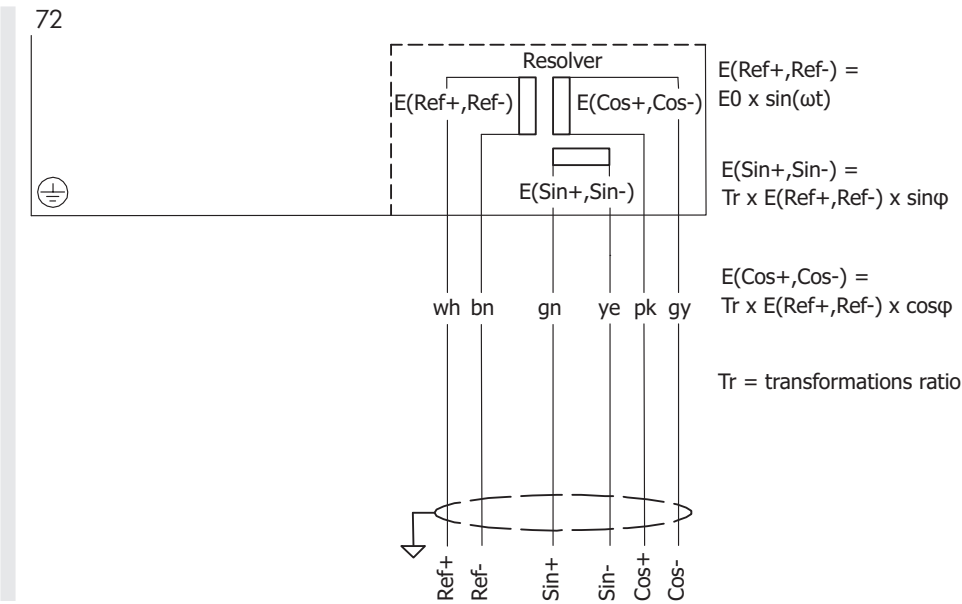 72
Resolver
E(Ref+,Ref-)
E(Cos+,Cos-)
E(Sin+,Sin-)
E(Ref+,Ref-) =
E0 x sin(ωt)
E(Sin+,Sin-) =
Tr x E(Ref+,Ref-) x sinφ
E(Cos+,Cos-) =
Tr x E(Ref+,Ref-) x cosφ
Tr = transformations ratio
wh bn gn ye pk gy
Ref+
Ref-
Sin+
Sin-
Cos+
Cos-